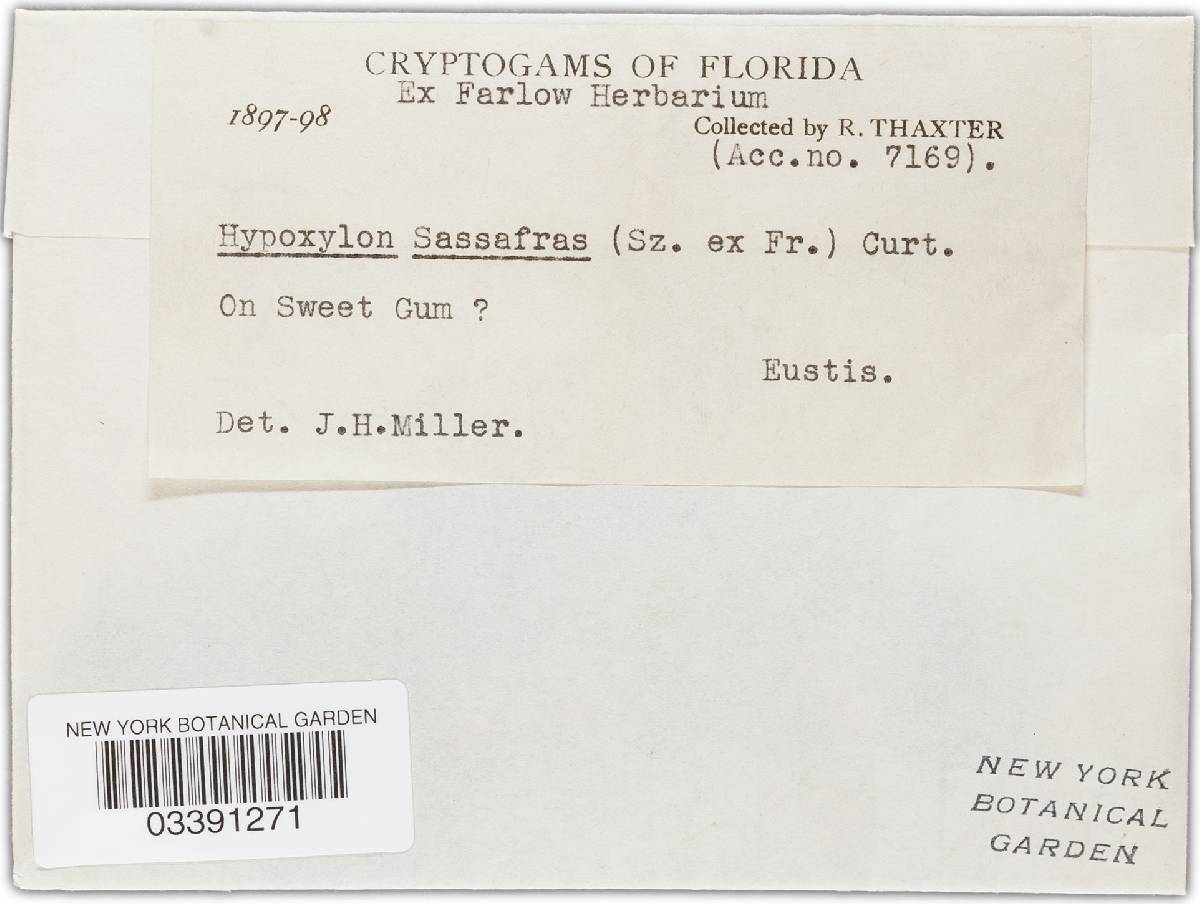 CRYPTOGAMS OF FLORIDA
Ex Farlow Herbarium
1897-98
Collected by R. THAXTER
(Acc.no. 7169).
Hypoxylon Sassafras (Sz. ex Fr.) Curt.
On Sweet Gum ?
Eustis.
Det. J.H.Miller.
NEW YORK BOTANICAL GARDEN
03391271
NEW YORK
BOTANICAL
GARDEN